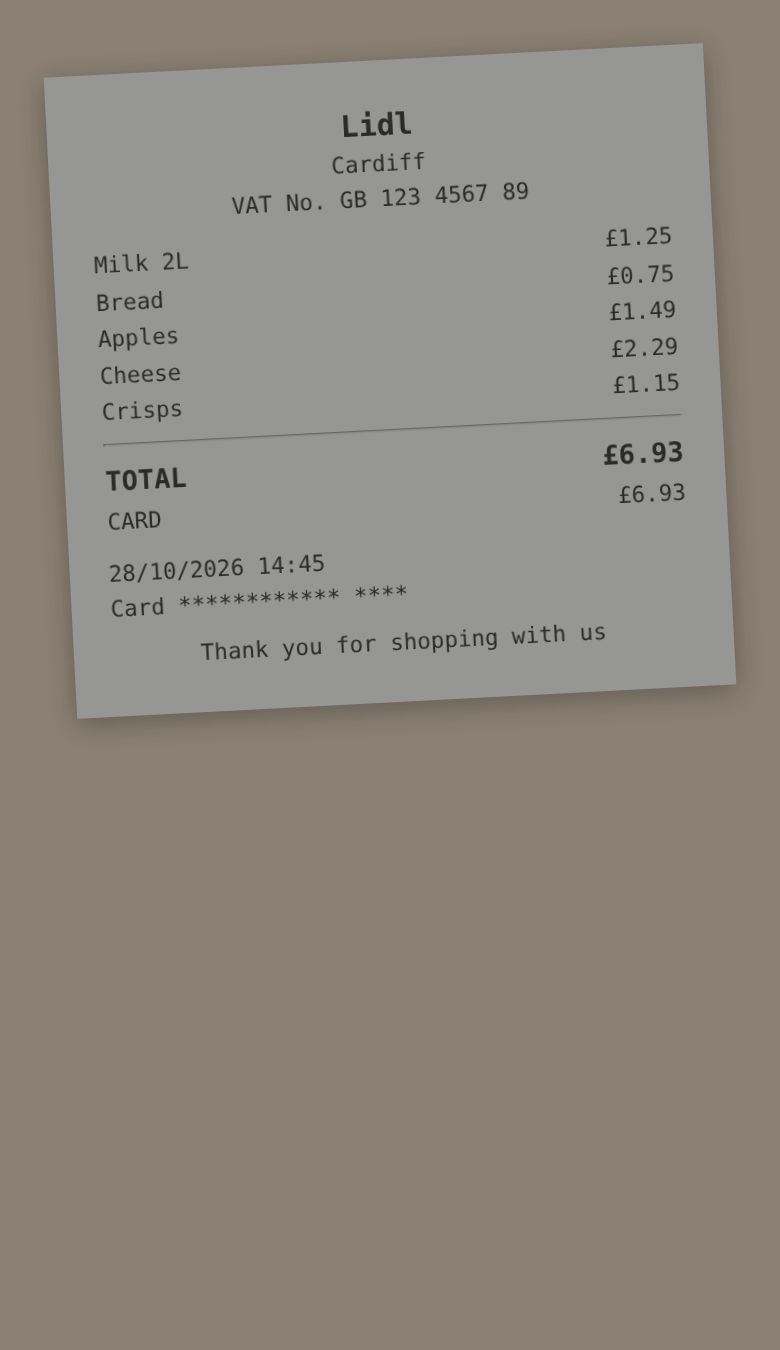 Lidl
Cardiff
VAT No. GB 123 4567 89
Milk 2L £1.25
Bread £0.75
Apples £1.49
Cheese £2.29
Crisps £1.15
TOTAL £6.93
CARD £6.93
28/10/2026 14:45
Card ************ ****
Thank you for shopping with us